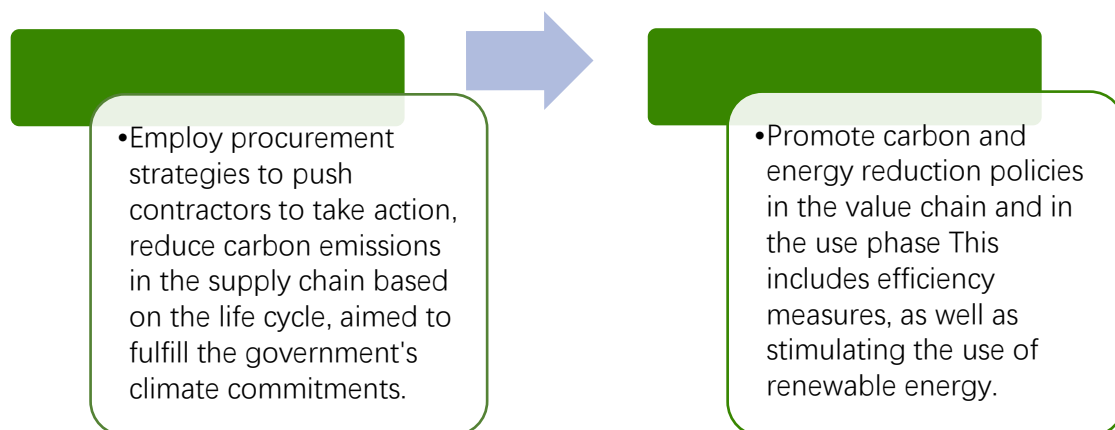 •Employ procurement
strategies to push
contractors to take action,
reduce carbon emissions
in the supply chain based
on the life cycle, aimed to
fulfill the government's
climate commitments.
•Promote carbon and
energy reduction policies
in the value chain and in
the use phase This
includes efficiency
measures, as well as
stimulating the use of
renewable energy.